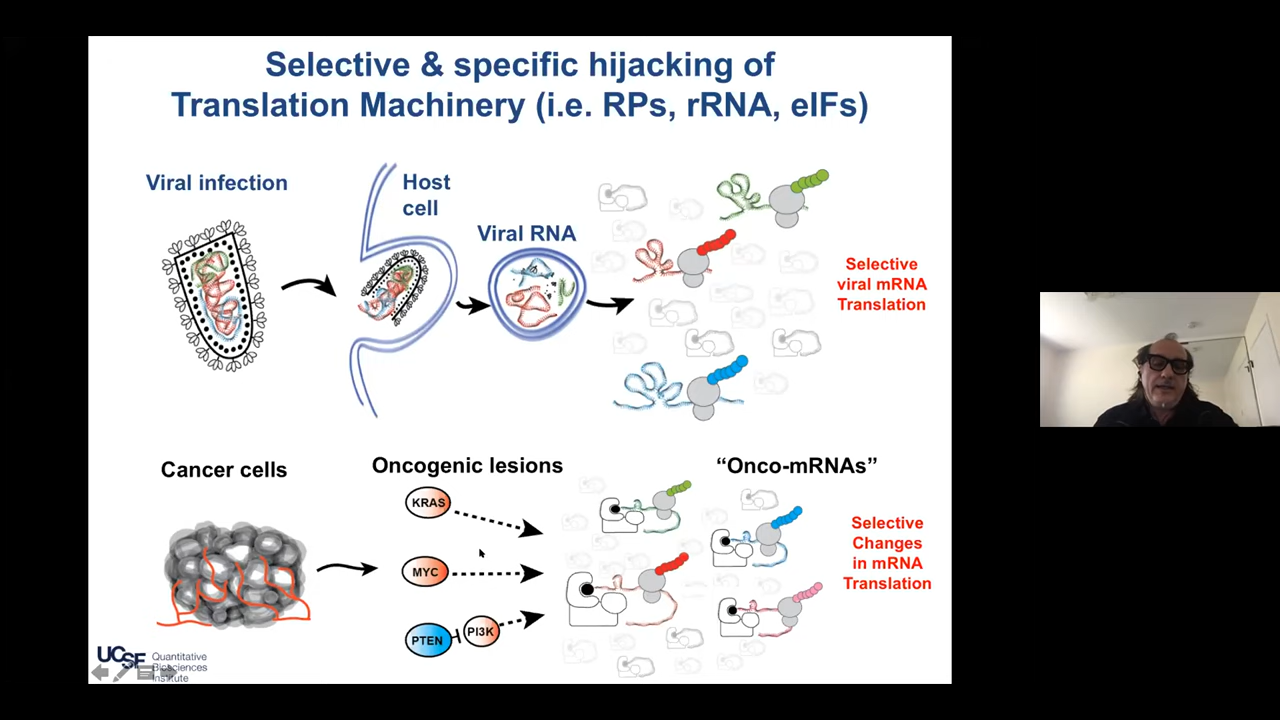 Selective & specific hijacking of
Translation Machinery (i.e. RPs, rRNA, eIFs)
Viral infection
Host
cell
Viral RNA
Selective
viral mRNA
Translation
Cancer cells
Oncogenic lesions
“Onco-mRNAs”
KRAS
MYC
PTEN
PI3K
Selective
Changes
in mRNA
Translation
UCSF
Quantitative
Biosciences
Institute